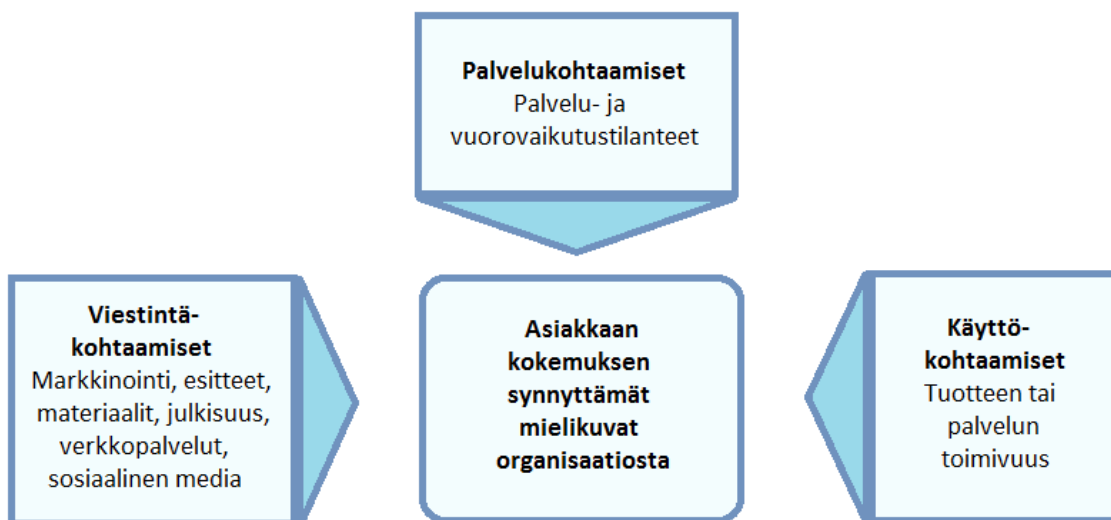 Palvelukohtaamiset
Palvelu- ja
vuorovaikutustilanteet
Viestintä-
kohtaamiset
Markkinointi, esitteet,
materiaalit, julkisuus,
verkkopalvelut,
sosiaalinen media
Asiakkaan
kokemuksen
synnyttämät
mielikuvat
organisaatiosta
Käyttö-
kohtaamiset
Tuotteen tai
palvelun
toimivuus